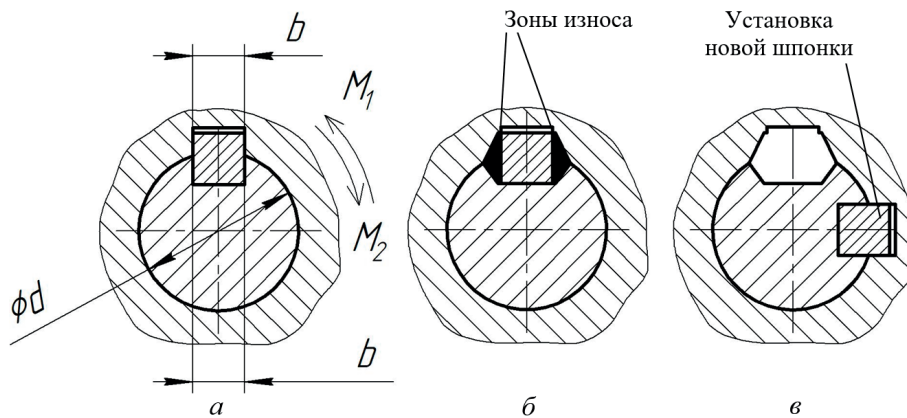 b
Зоны износа
Установка
новой шпонки
M₁
M₂
ϕd
b
а
б
в